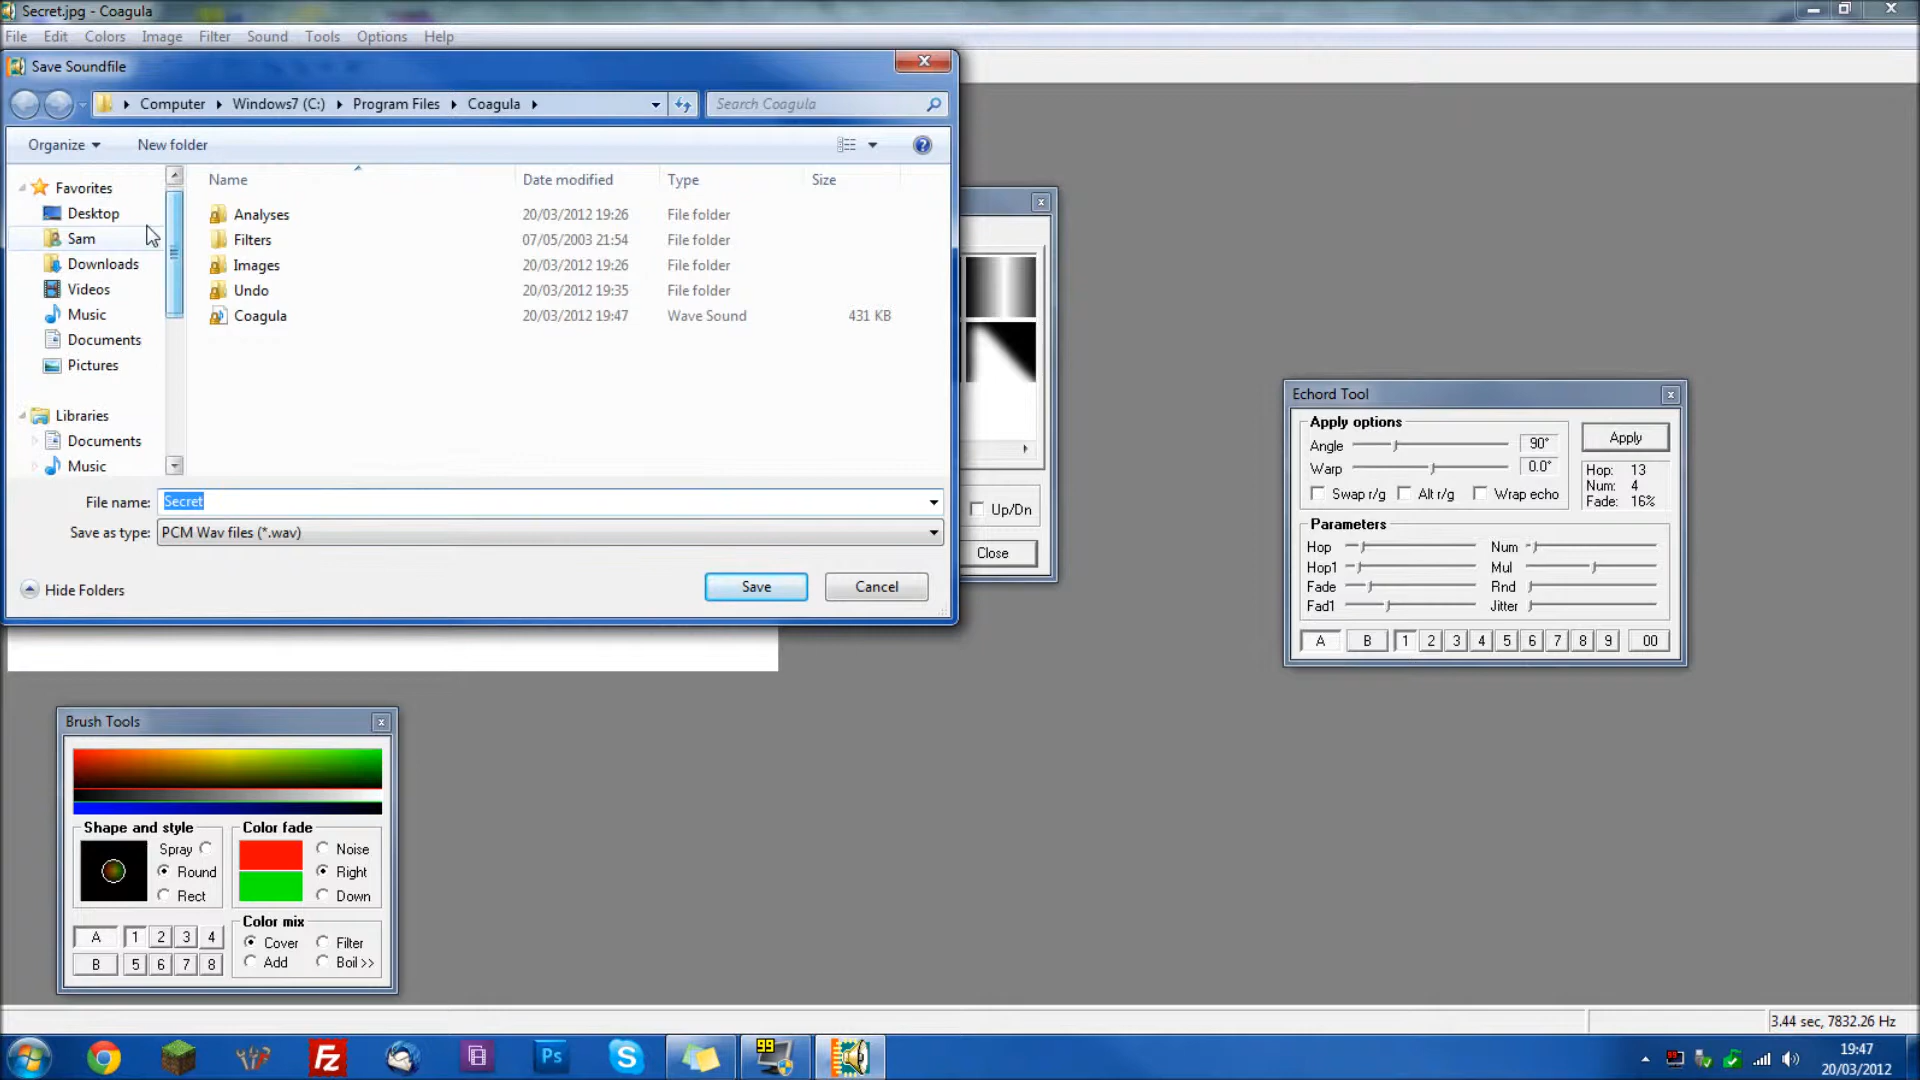 Secret.jpg - Coagula
File Edit Colors Image Filter Sound Tools Options Help
Save Soundfile
Computer Windows7 (C:) Program Files Coagula
Search Coagula
Organize New folder
Name Date modified Type Size
Favorites
Desktop
Sam
Downloads
Videos
Music
Documents
Pictures
Libraries
Documents
Music
Analyses 20/03/2012 19:26 File folder
Filters 07/05/2003 21:54 File folder
Images 20/03/2012 19:26 File folder
Undo 20/03/2012 19:35 File folder
Coagula 20/03/2012 19:47 Wave Sound 431 KB
File name: Secret
Save as type: PCM Wav files (*.wav)
Hide Folders
Save Cancel
Up/Dn
Close
Echord Tool
Apply options
Angle 90°
Warp 0.0°
Swap r/g Alt r/g Wrap echo
Apply
Hop: 13
Num: 4
Fade: 16%
Parameters
Hop Num
Hop1 Mul
Fade Rnd
Fad1 Jitter
A B 1 2 3 4 5 6 7 8 9 00
Brush Tools
Shape and style
Spray
Round
Rect
A 1 2 3 4
B 5 6 7 8
Color fade
Noise
Right
Down
Color mix
Cover Filter
Add Boil >>
3.44 sec, 7832.26 Hz
Fz
Ps
S
99
19:47
20/03/2012